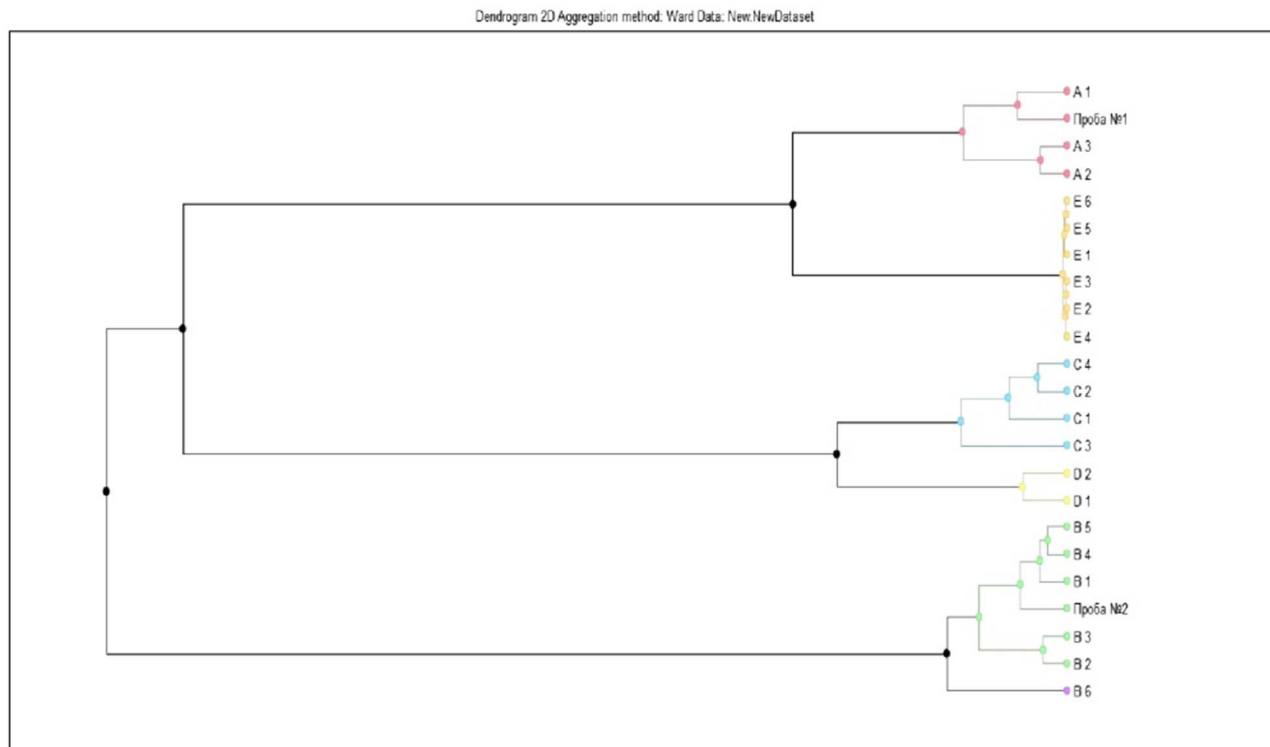 Dendrogram 2D Aggregation method: Ward Data: New.NewDataset
A 1
Проба №1
A 3
A 2
E 6
E 5
E 1
E 3
E 2
E 4
C 4
C 2
C 1
C 3
D 2
D 1
B 5
B 4
B 1
Проба №2
B 3
B 2
B 6